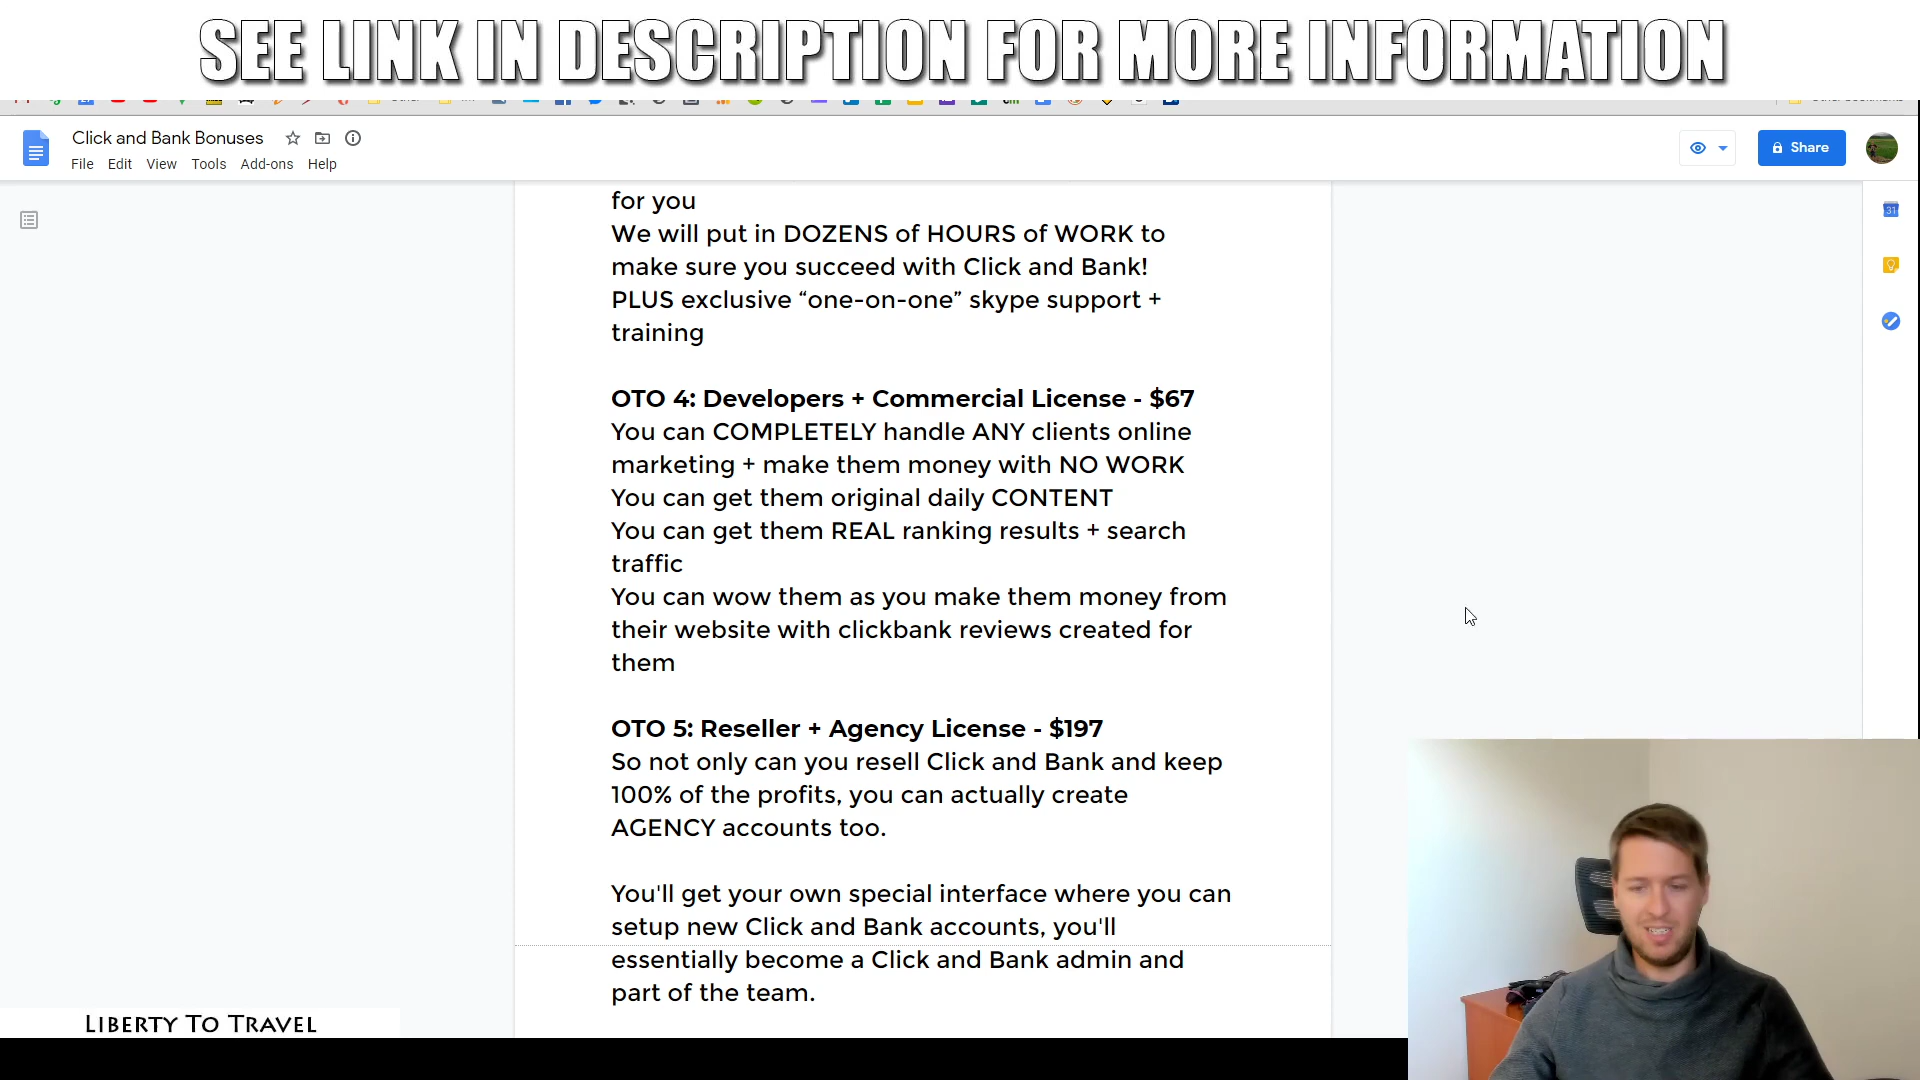 SEE LINK IN DESCRIPTION FOR MORE INFORMATION
Click and Bank Bonuses
Share
File Edit View Tools Add-ons Help
for you
We will put in DOZENS of HOURS of WORK to
make sure you succeed with Click and Bank!
PLUS exclusive “one-on-one” skype support +
training
OTO 4: Developers + Commercial License - $67
You can COMPLETELY handle ANY clients online
marketing + make them money with NO WORK
You can get them original daily CONTENT
You can get them REAL ranking results + search
traffic
You can wow them as you make them money from
their website with clickbank reviews created for
them
OTO 5: Reseller + Agency License - $197
So not only can you resell Click and Bank and keep
100% of the profits, you can actually create
AGENCY accounts too.
You'll get your own special interface where you can
setup new Click and Bank accounts, you'll
essentially become a Click and Bank admin and
part of the team.
31
LIBERTY TO TRAVEL